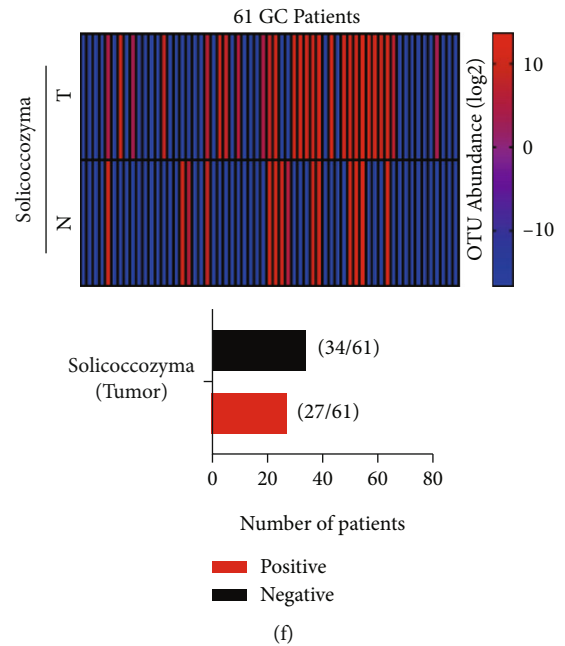 61 GC Patients
Solicoccozyma
T
N
OTU Abundance (log2)
10
0
−10
Solicoccozyma
(Tumor)
(34/61)
(27/61)
0 20 40 60 80
Number of patients
Positive
Negative
(f)